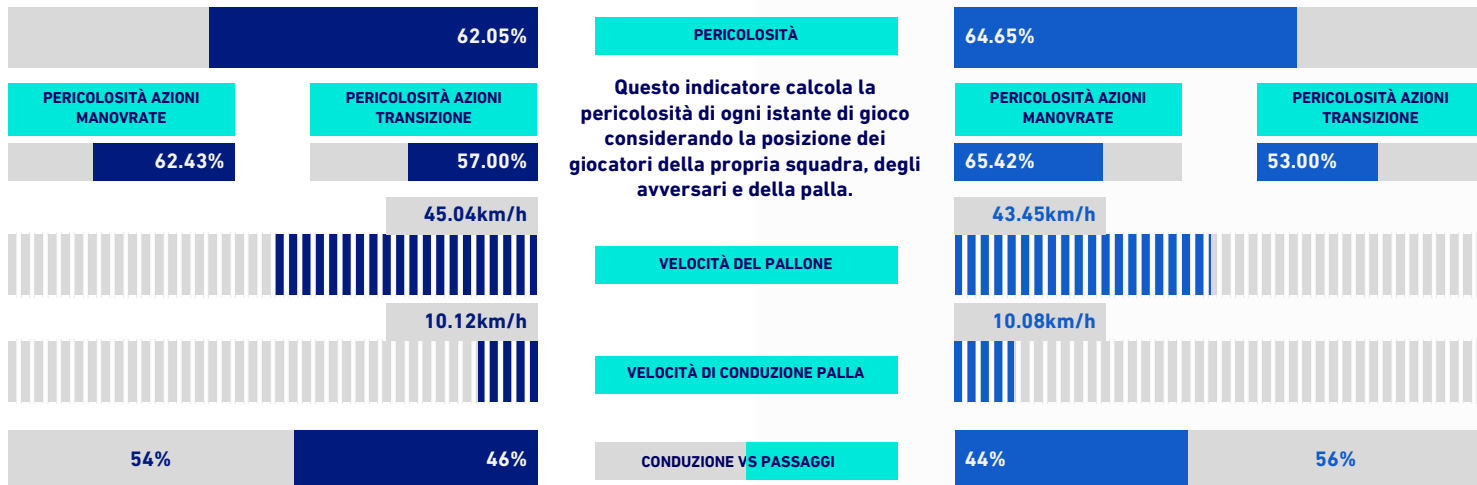 62.05%
PERICOLOSITÀ
64.65%
PERICOLOSITÀ AZIONI
MANOVRATE
PERICOLOSITÀ AZIONI
TRANSIZIONE
62.43%
57.00%
Questo indicatore calcola la
pericolosità di ogni istante di gioco
considerando la posizione dei
giocatori della propria squadra, degli
avversari e della palla.
PERICOLOSITÀ AZIONI
MANOVRATE
PERICOLOSITÀ AZIONI
TRANSIZIONE
65.42%
53.00%
45.04km/h
VELOCITÀ DEL PALLONE
43.45km/h
10.12km/h
VELOCITÀ DI CONDUZIONE PALLA
10.08km/h
54%
46%
CONDUZIONE VS PASSAGGI
44%
56%